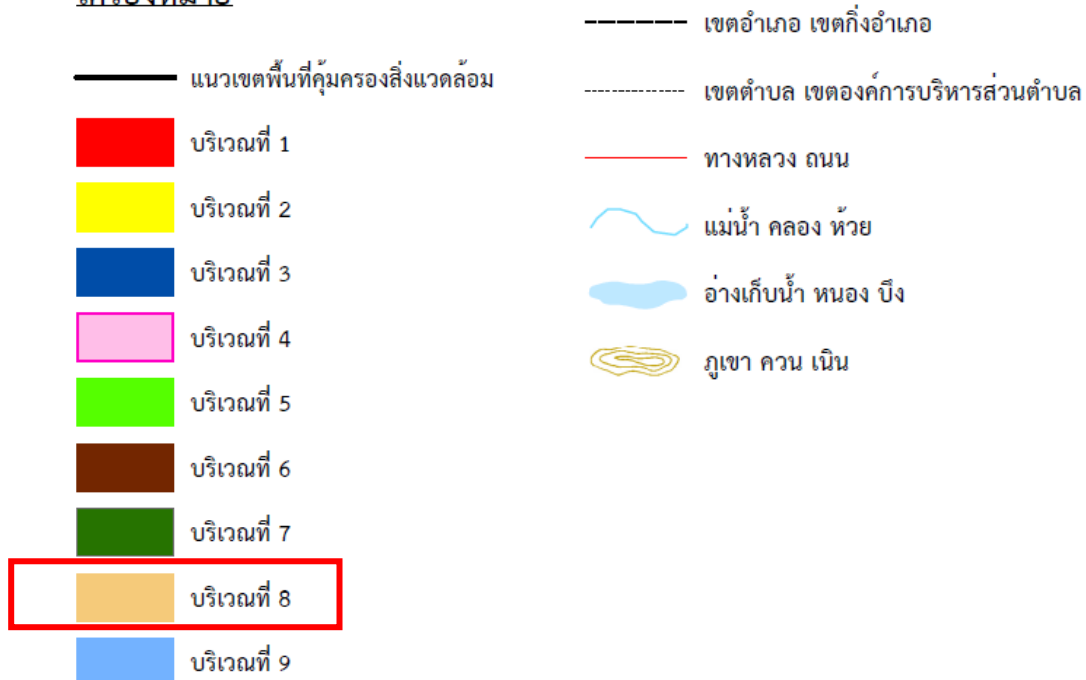 เครื่องหมาย
แนวเขตพื้นที่คุ้มครองสิ่งแวดล้อม
บริเวณที่ 1
บริเวณที่ 2
บริเวณที่ 3
บริเวณที่ 4
บริเวณที่ 5
บริเวณที่ 6
บริเวณที่ 7
บริเวณที่ 8
บริเวณที่ 9
เขตอำเภอ เขตกิ่งอำเภอ
เขตตำบล เขตองค์การบริหารส่วนตำบล
ทางหลวง ถนน
แม่น้ำ คลอง ห้วย
อ่างเก็บน้ำ หนอง บึง
ภูเขา ควน เนิน